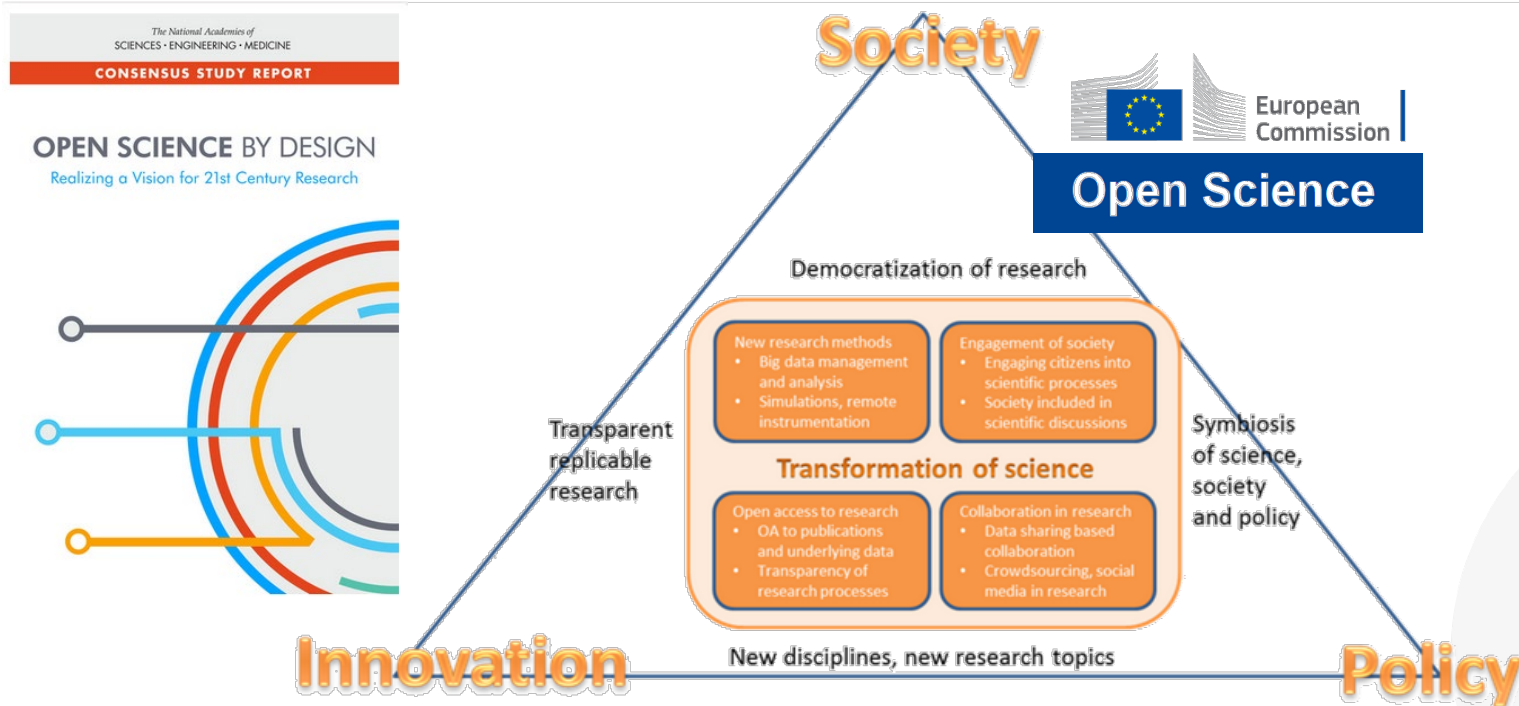 The National Academies of
SCIENCES • ENGINEERING • MEDICINE
CONSENSUS STUDY REPORT
OPEN SCIENCE BY DESIGN
Realizing a Vision for 21st Century Research
Society
European
Commission
Open Science
Democratization of research
New research methods
• Big data management
and analysis
• Simulations, remote
instrumentation
Engagement of society
• Engaging citizens into
scientific processes
• Society included in
scientific discussions
Transparent
replicable
research
Transformation of science
Symbiosis
of science,
society
and policy
Open access to research
• OA to publications
and underlying data
• Transparency of
research processes
Collaboration in research
• Data sharing based
collaboration
• Crowdsourcing, social
media in research
Innovation
New disciplines, new research topics
Policy